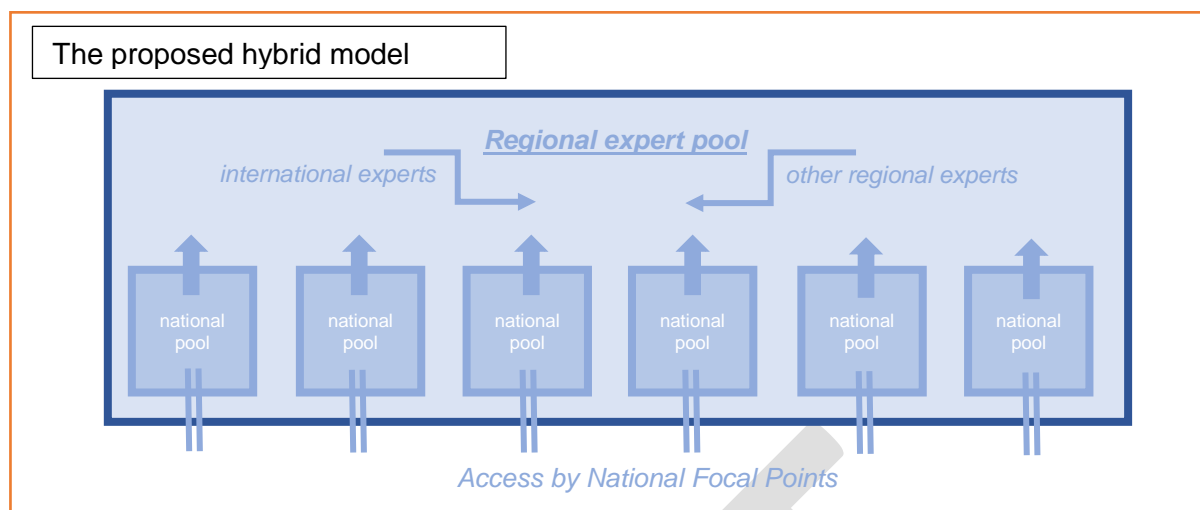 The proposed hybrid model
Regional expert pool
international experts
other regional experts
national
pool
national
pool
national
pool
national
pool
national
pool
national
pool
Access by National Focal Points